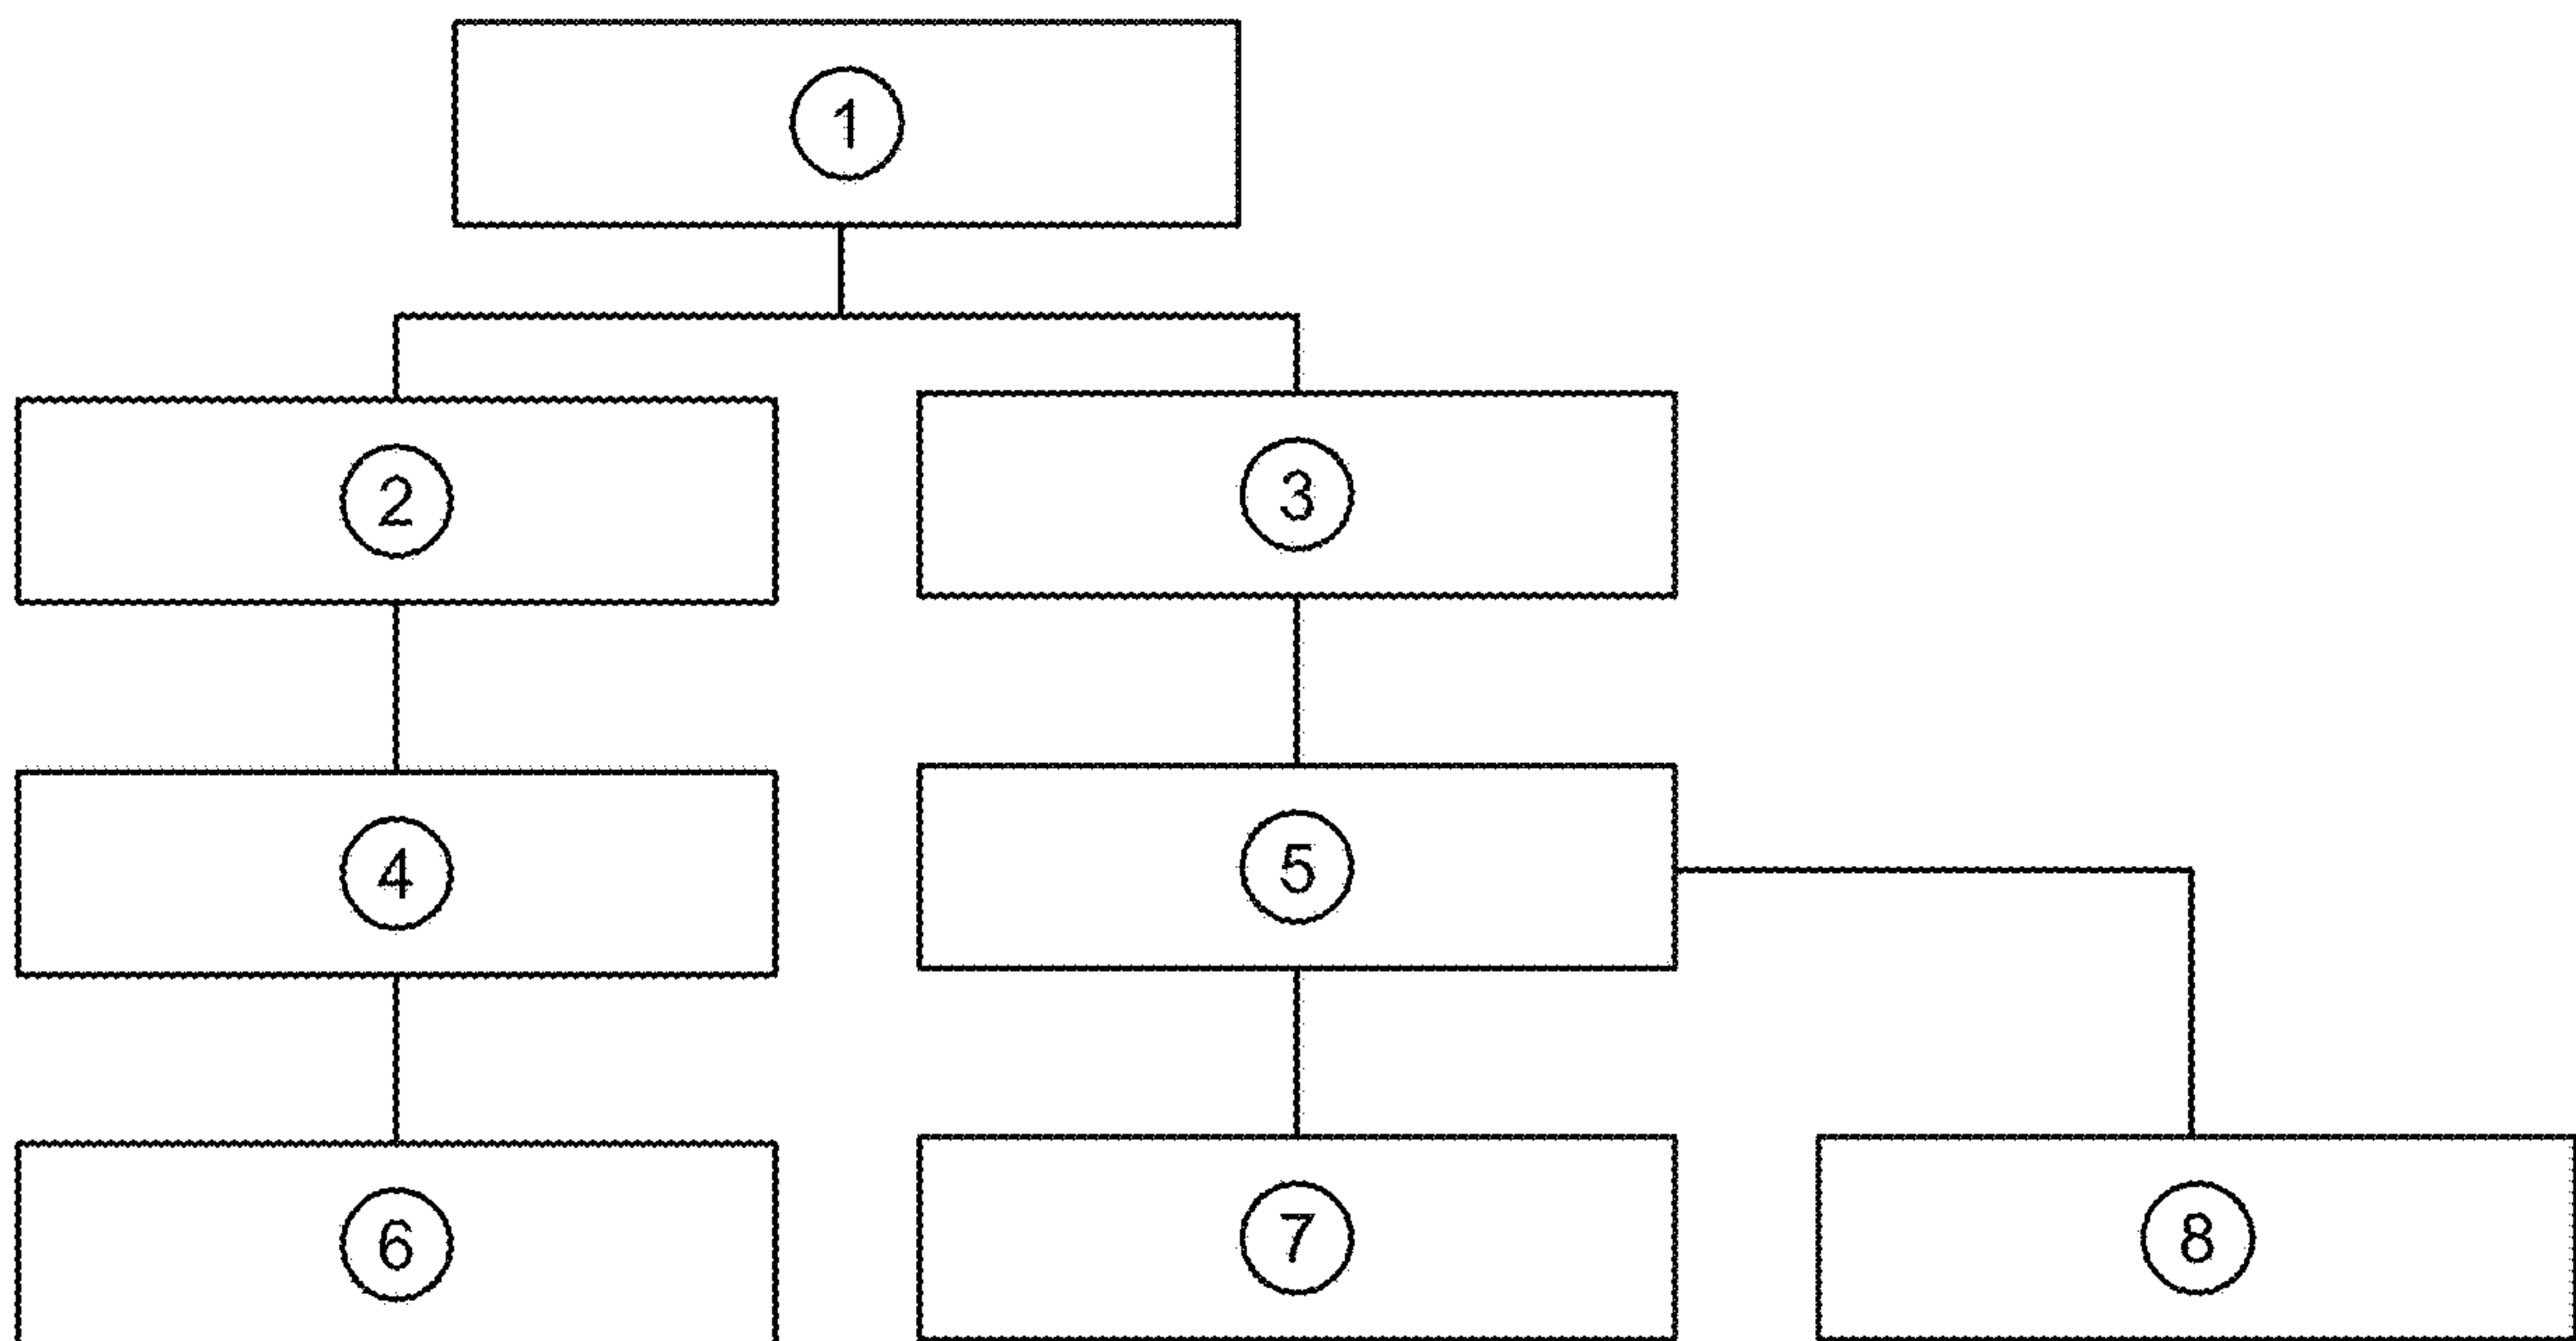 ①
② ③
④ ⑤
⑥ ⑦ ⑧